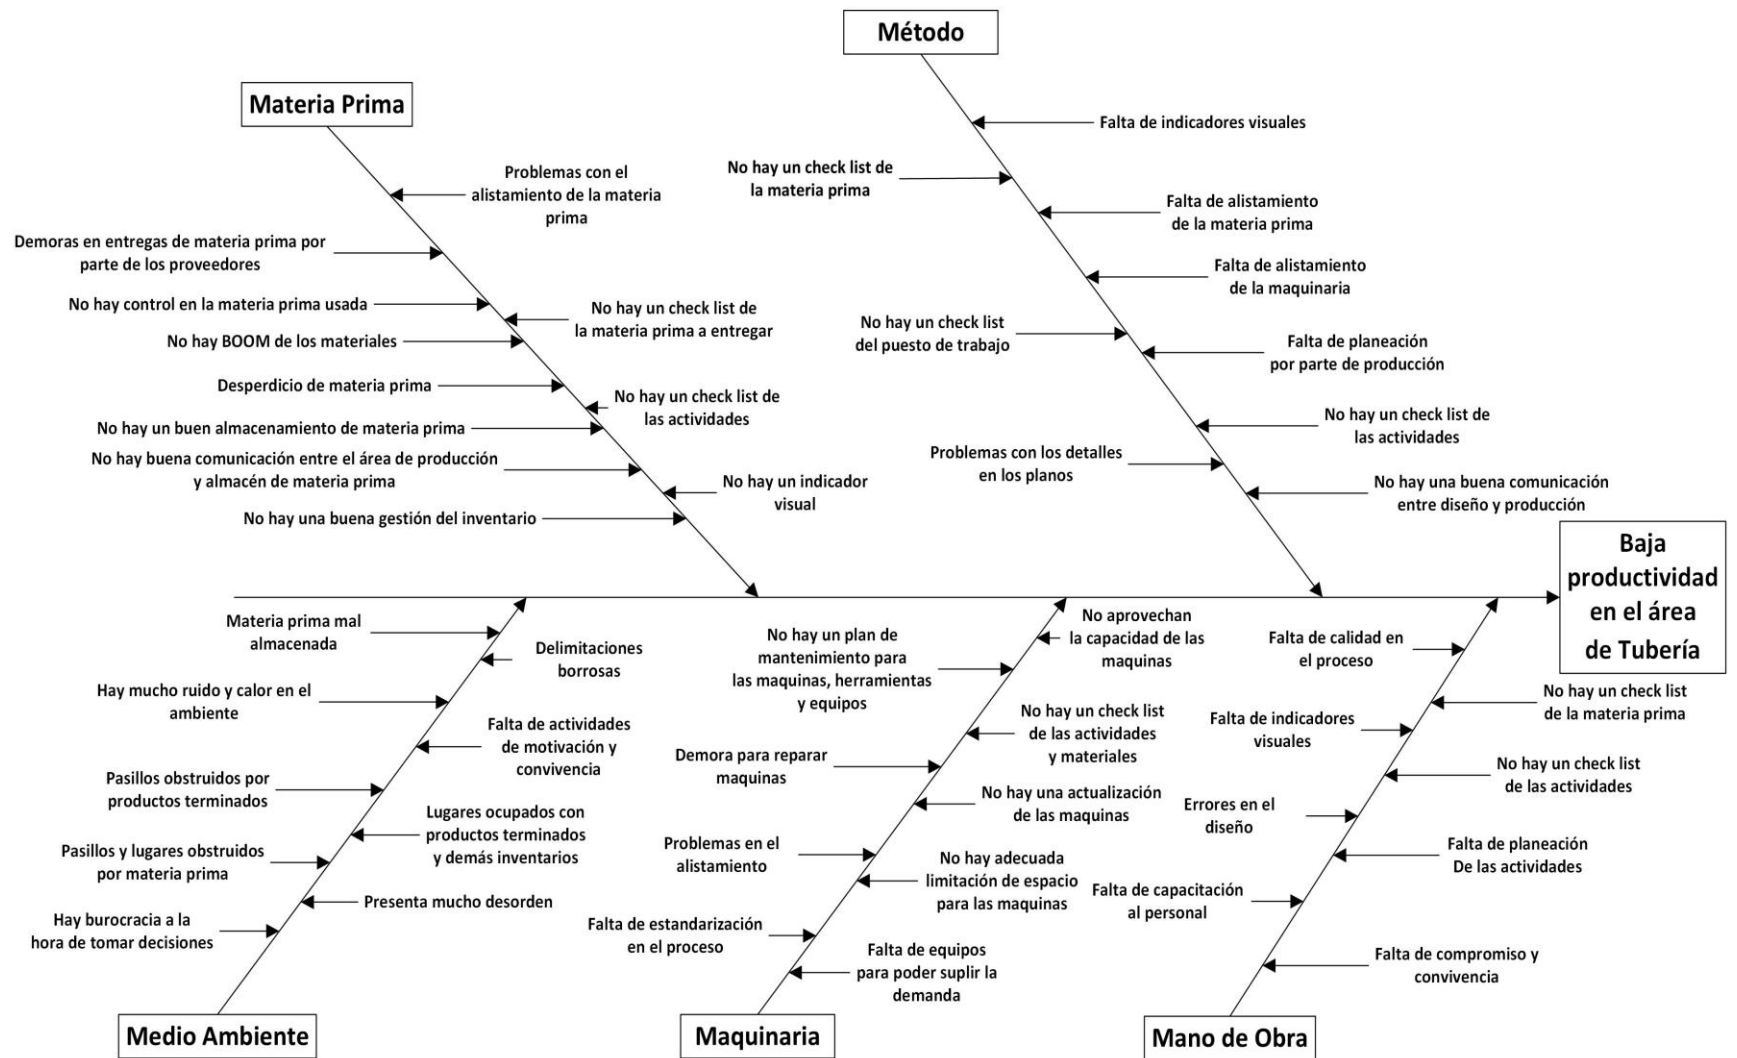 Método
Materia Prima
Falta de indicadores visuales
No hay un check list de
la materia prima
Problemas con el
alistamiento de la materia
prima
Falta de alistamiento
de la materia prima
Demoras en entregas de materia prima por
parte de los proveedores
Falta de alistamiento
de la maquinaria
No hay control en la materia prima usada
No hay un check list de
la materia prima a entregar
No hay un check list
del puesto de trabajo
No hay BOOM de los materiales
Falta de planeación
por parte de producción
Desperdicio de materia prima
No hay un check list de
las actividades
No hay un check list de
las actividades
No hay un buen almacenamiento de materia prima
No hay buena comunicación entre el área de producción
y almacén de materia prima
Problemas con los detalles
en los planos
No hay un indicador
visual
No hay una buena comunicación
entre diseño y producción
No hay una buena gestión del inventario
Baja
productividad
en el área
de Tubería
Materia prima mal
almacenada
Delimitaciones
borrosas
No hay un plan de
mantenimiento para
las maquinas, herramientas
y equipos
No aprovechan
la capacidad de las
maquinas
Falta de calidad en
el proceso
Hay mucho ruido y calor en el
ambiente
No hay un check list
de la materia prima
Falta de actividades
de motivación y
convivencia
No hay un check list
de las actividades
y materiales
Falta de indicadores
visuales
Demora para reparar
maquinas
No hay un check list
de las actividades
Pasillos obstruidos por
productos terminados
No hay una actualización
de las maquinas
Errores en el
diseño
Lugares ocupados con
productos terminados
y demás inventarios
Pasillos y lugares obstruidos
por materia prima
Problemas en el
alistamiento
No hay adecuada
limitación de espacio
para las maquinas
Falta de planeación
De las actividades
Presenta mucho desorden
Falta de capacitación
al personal
Hay burocracia a la
hora de tomar decisiones
Falta de estandarización
en el proceso
Falta de equipos
para poder suplir la
demanda
Falta de compromiso y
convivencia
Medio Ambiente
Maquinaria
Mano de Obra